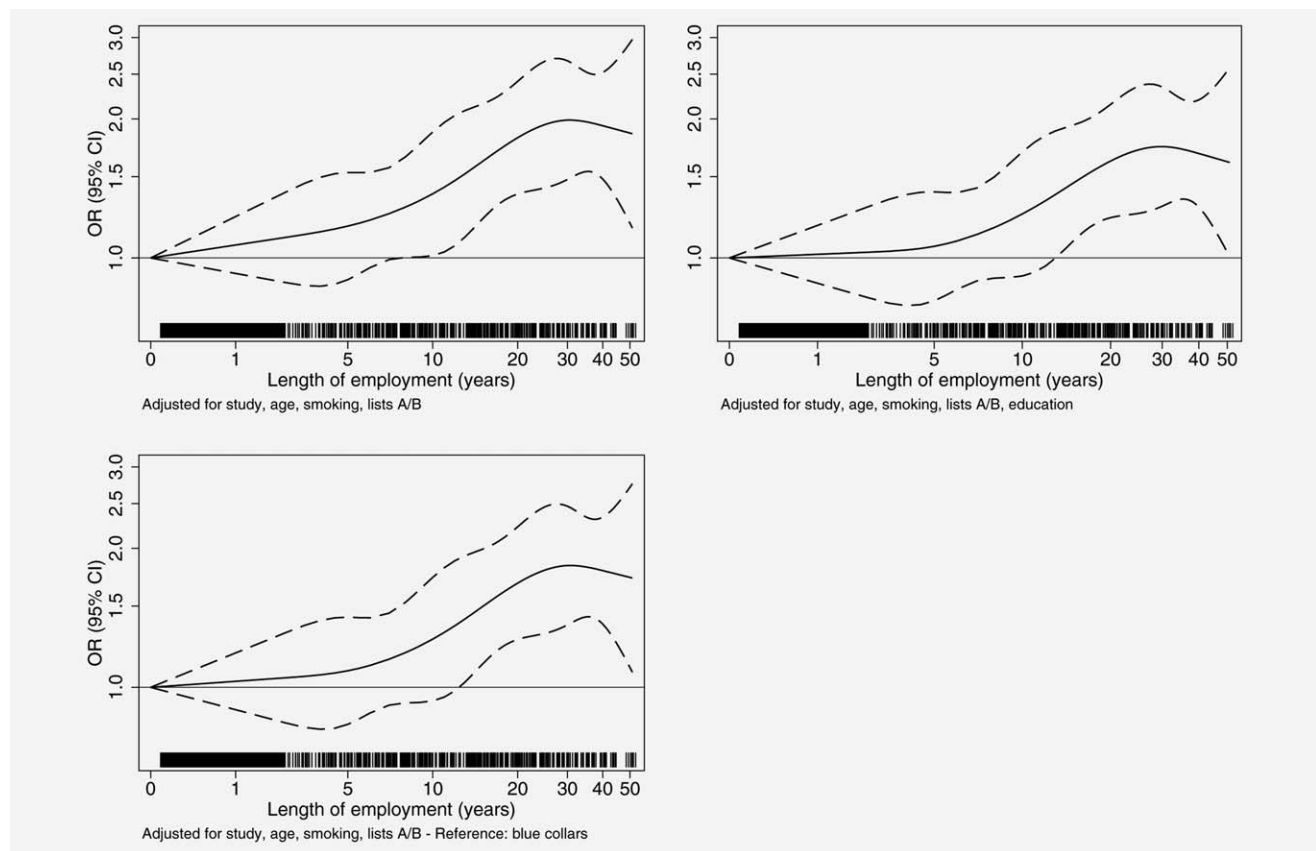 3.0
2.5
2.0
1.5
1.0
OR (95% CI)
0 1 5 10 20 30 40 50
Length of employment (years)
Adjusted for study, age, smoking, lists A/B
3.0
2.5
2.0
1.5
1.0
0 1 5 10 20 30 40 50
Length of employment (years)
Adjusted for study, age, smoking, lists A/B, education
3.0
2.5
2.0
1.5
1.0
OR (95% CI)
0 1 5 10 20 30 40 50
Length of employment (years)
Adjusted for study, age, smoking, lists A/B - Reference: blue collars